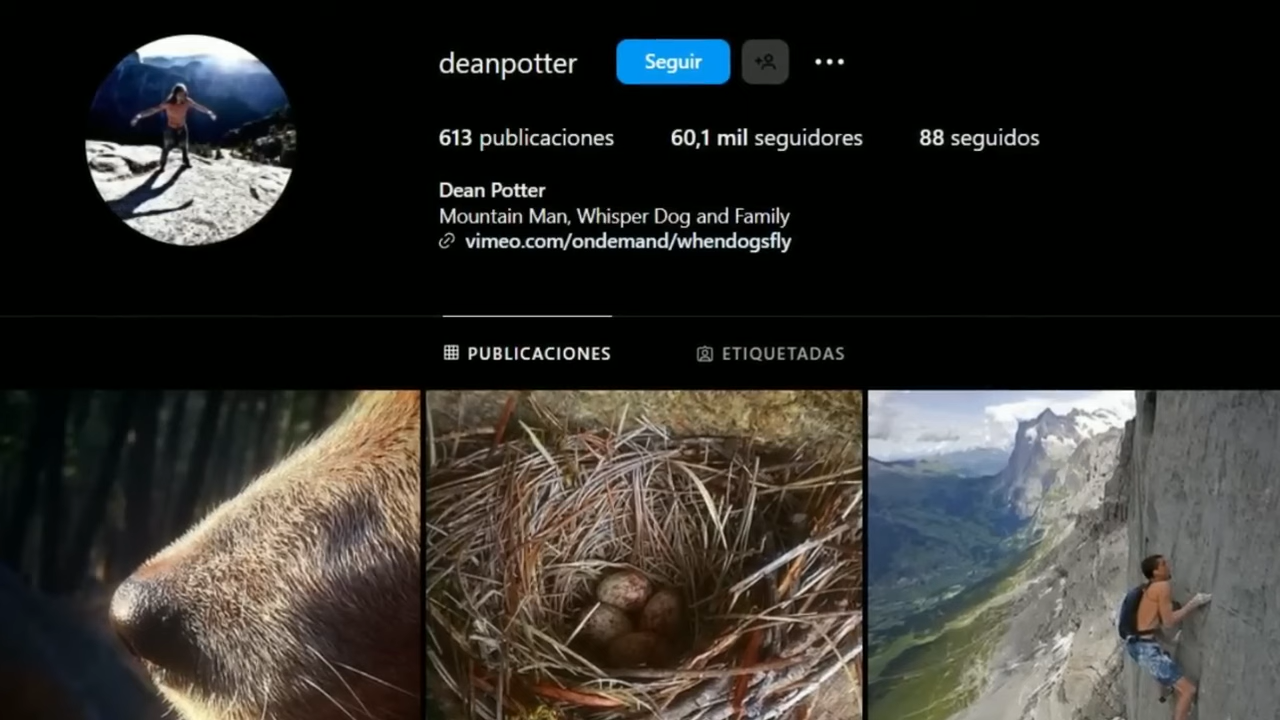 deanpotter Seguir
613 publicaciones 60,1 mil seguidores 88 seguidos
Dean Potter
Mountain Man, Whisper Dog and Family
vimeo.com/ondemand/whendogsfly
PUBLICACIONES ETIQUETADAS